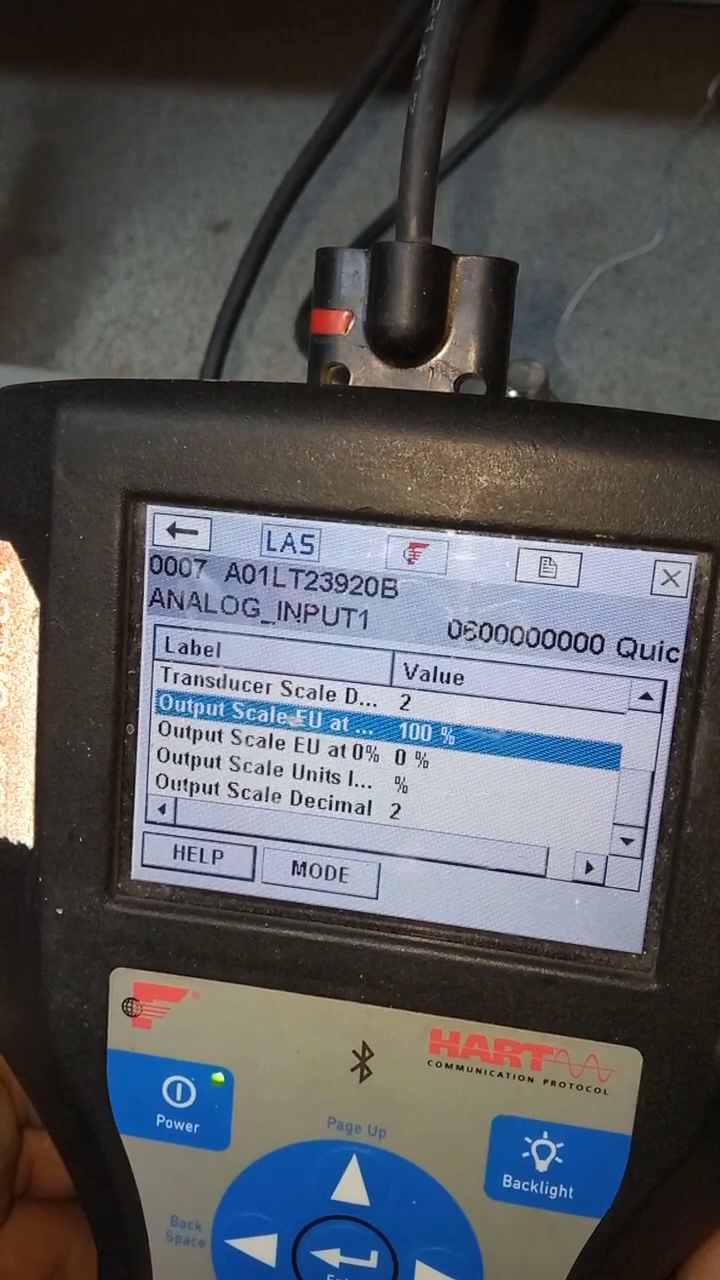 LAS
0007 A01LT23920B
ANALOG_INPUT1
0600000000 Quic
Label Value
Transducer Scale D... 2
Output Scale EU at ... 100 %
Output Scale EU at 0% 0 %
Output Scale Units I... %
Output Scale Decimal 2
HELP MODE
HART
COMMUNICATION PROTOCOL
Power
Page Up
Backlight
Back
Space